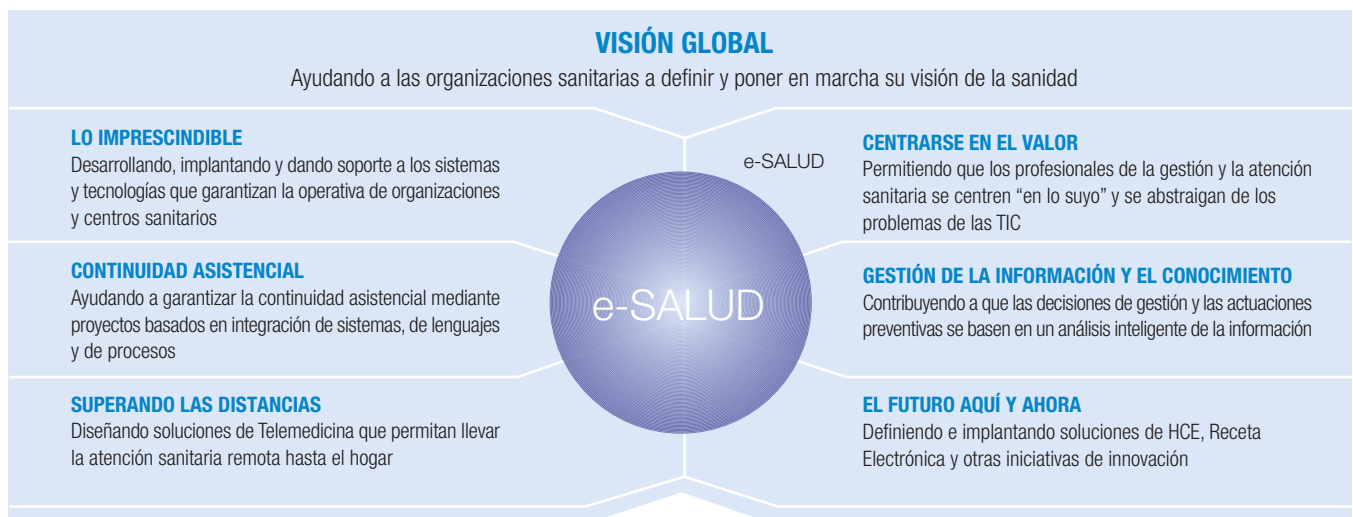 VISIÓN GLOBAL
Ayudando a las organizaciones sanitarias a definir y poner en marcha su visión de la sanidad
LO IMPRESCINDIBLE
Desarrollando, implantando y dando soporte a los sistemas
y tecnologías que garantizan la operativa de organizaciones
y centros sanitarios
CONTINUIDAD ASISTENCIAL
Ayudando a garantizar la continuidad asistencial mediante
proyectos basados en integración de sistemas, de lenguajes
y de procesos
SUPERANDO LAS DISTANCIAS
Diseñando soluciones de Telemedicina que permitan llevar
la atención sanitaria remota hasta el hogar
e-SALUD
e-SALUD
CENTRARSE EN EL VALOR
Permitiendo que los profesionales de la gestión y la atención
sanitaria se centren “en lo suyo” y se abstraigan de los
problemas de las TIC
GESTIÓN DE LA INFORMACIÓN Y EL CONOCIMIENTO
Contribuyendo a que las decisiones de gestión y las actuaciones
preventivas se basen en un análisis inteligente de la información
EL FUTURO AQUÍ Y AHORA
Definiendo e implantando soluciones de HCE, Receta
Electrónica y otras iniciativas de innovación